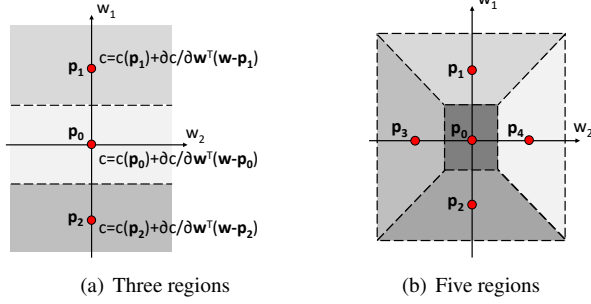 w₁
p₁ c=c(p₁)+∂c/∂wᵀ(w-p₁)
p₀ w₂
c=c(p₀)+∂c/∂wᵀ(w-p₀)
p₂ c=c(p₂)+∂c/∂wᵀ(w-p₂)
(a) Three regions
w₁
p₁
p₃ p₀ p₄ w₂
p₂
(b) Five regions